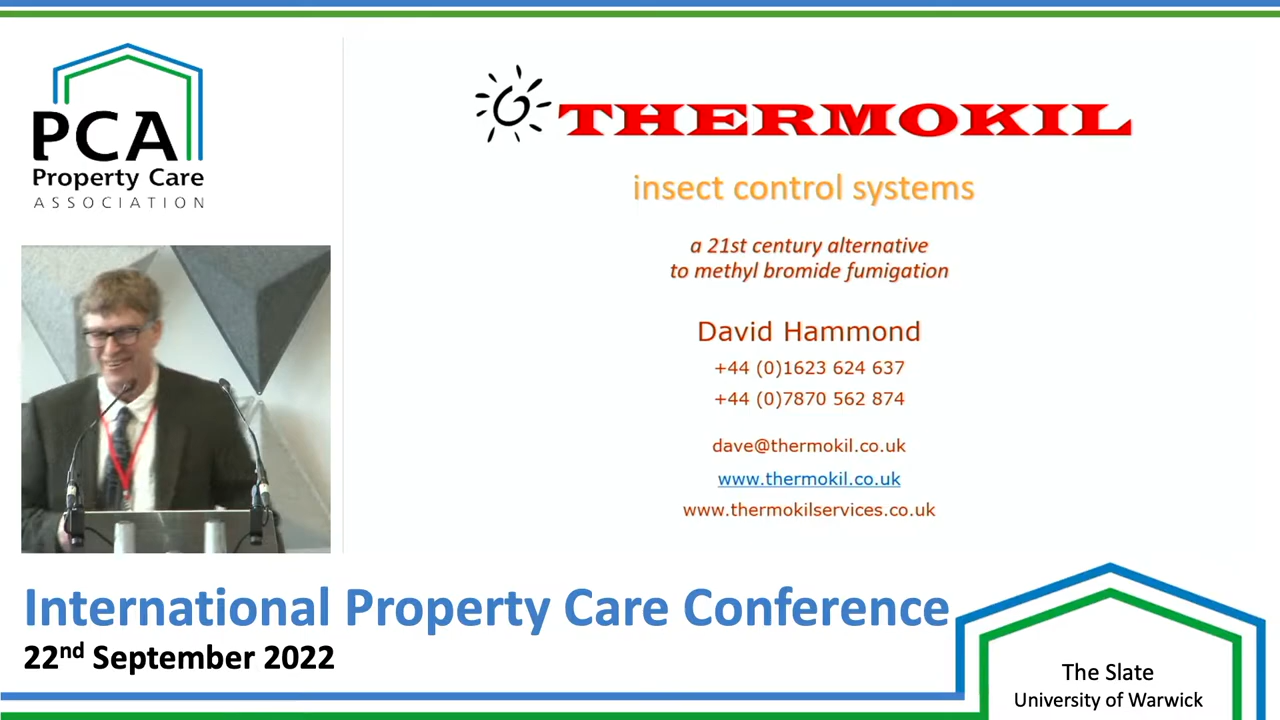 PCA
Property Care
ASSOCIATION
THERMOKIL
insect control systems
a 21st century alternative
to methyl bromide fumigation
David Hammond
+44 (0)1623 624 637
+44 (0)7870 562 874
dave@thermokil.co.uk
www.thermokil.co.uk
www.thermokilservices.co.uk
International Property Care Conference
22nd September 2022
The Slate
University of Warwick